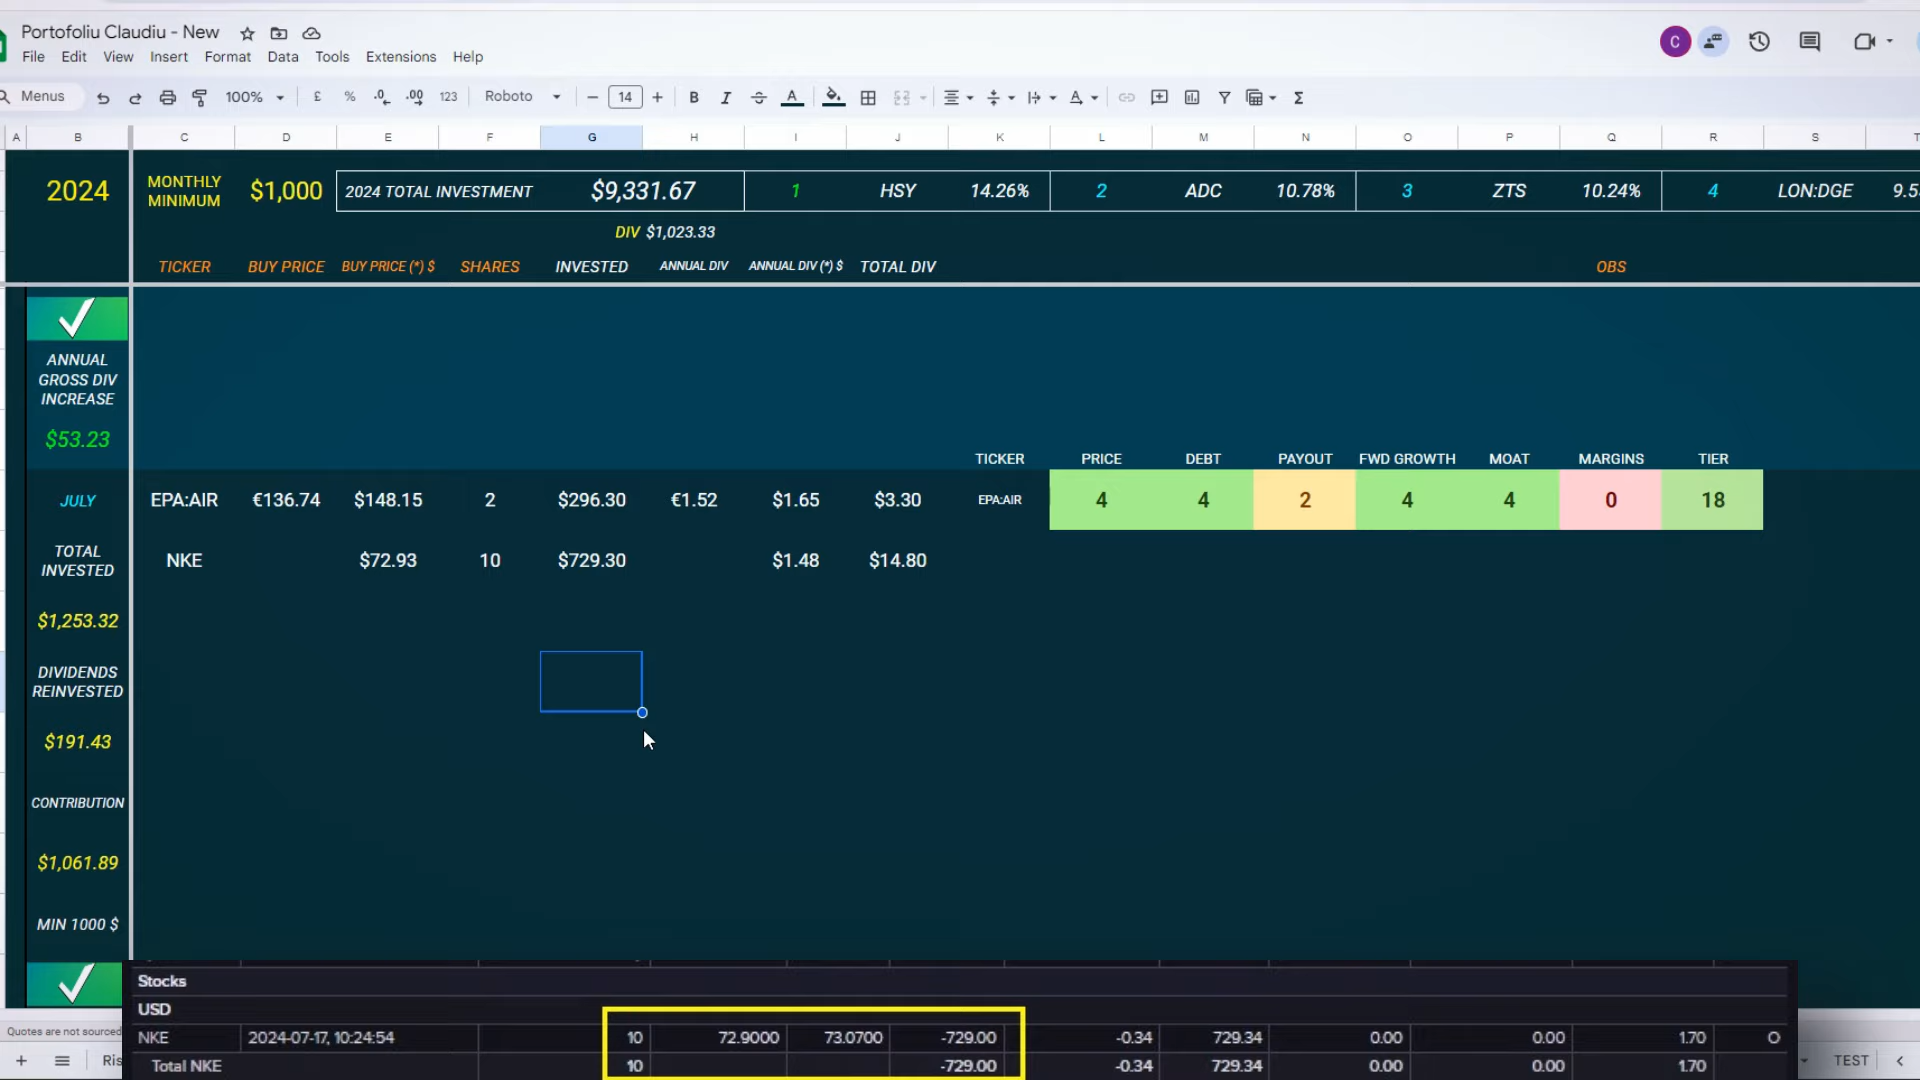 Portofoliu Claudiu - New
File Edit View Insert Format Data Tools Extensions Help
C
Menus 100% £ % .0 .00 123 Roboto - 14 + B I A Σ
A B C D E F G H I J K L M N O P Q R S T
2024 MONTHLY MINIMUM $1,000 2024 TOTAL INVESTMENT $9,331.67 1 HSY 14.26% 2 ADC 10.78% 3 ZTS 10.24% 4 LON:DGE
DIV $1,023.33
TICKER BUY PRICE BUY PRICE (*) $ SHARES INVESTED ANNUAL DIV ANNUAL DIV (*) $ TOTAL DIV OBS
ANNUAL
GROSS DIV
INCREASE
$53.23
TICKER PRICE DEBT PAYOUT FWD GROWTH MOAT MARGINS TIER
JULY EPA:AIR €136.74 $148.15 2 $296.30 €1.52 $1.65 $3.30 EPA:AIR 4 4 2 4 4 0 18
TOTAL
INVESTED
NKE $72.93 10 $729.30 $1.48 $14.80
$1,253.32
DIVIDENDS
REINVESTED
$191.43
CONTRIBUTION
$1,061.89
MIN 1000 $
Stocks
USD
Quotes are not sourced
NKE 2024-07-17, 10:24:54 10 72.9000 73.0700 -729.00 -0.34 729.34 0.00 0.00 1.70 O
Total NKE 10 -729.00 -0.34 729.34 0.00 0.00 1.70
+ Ris TEST